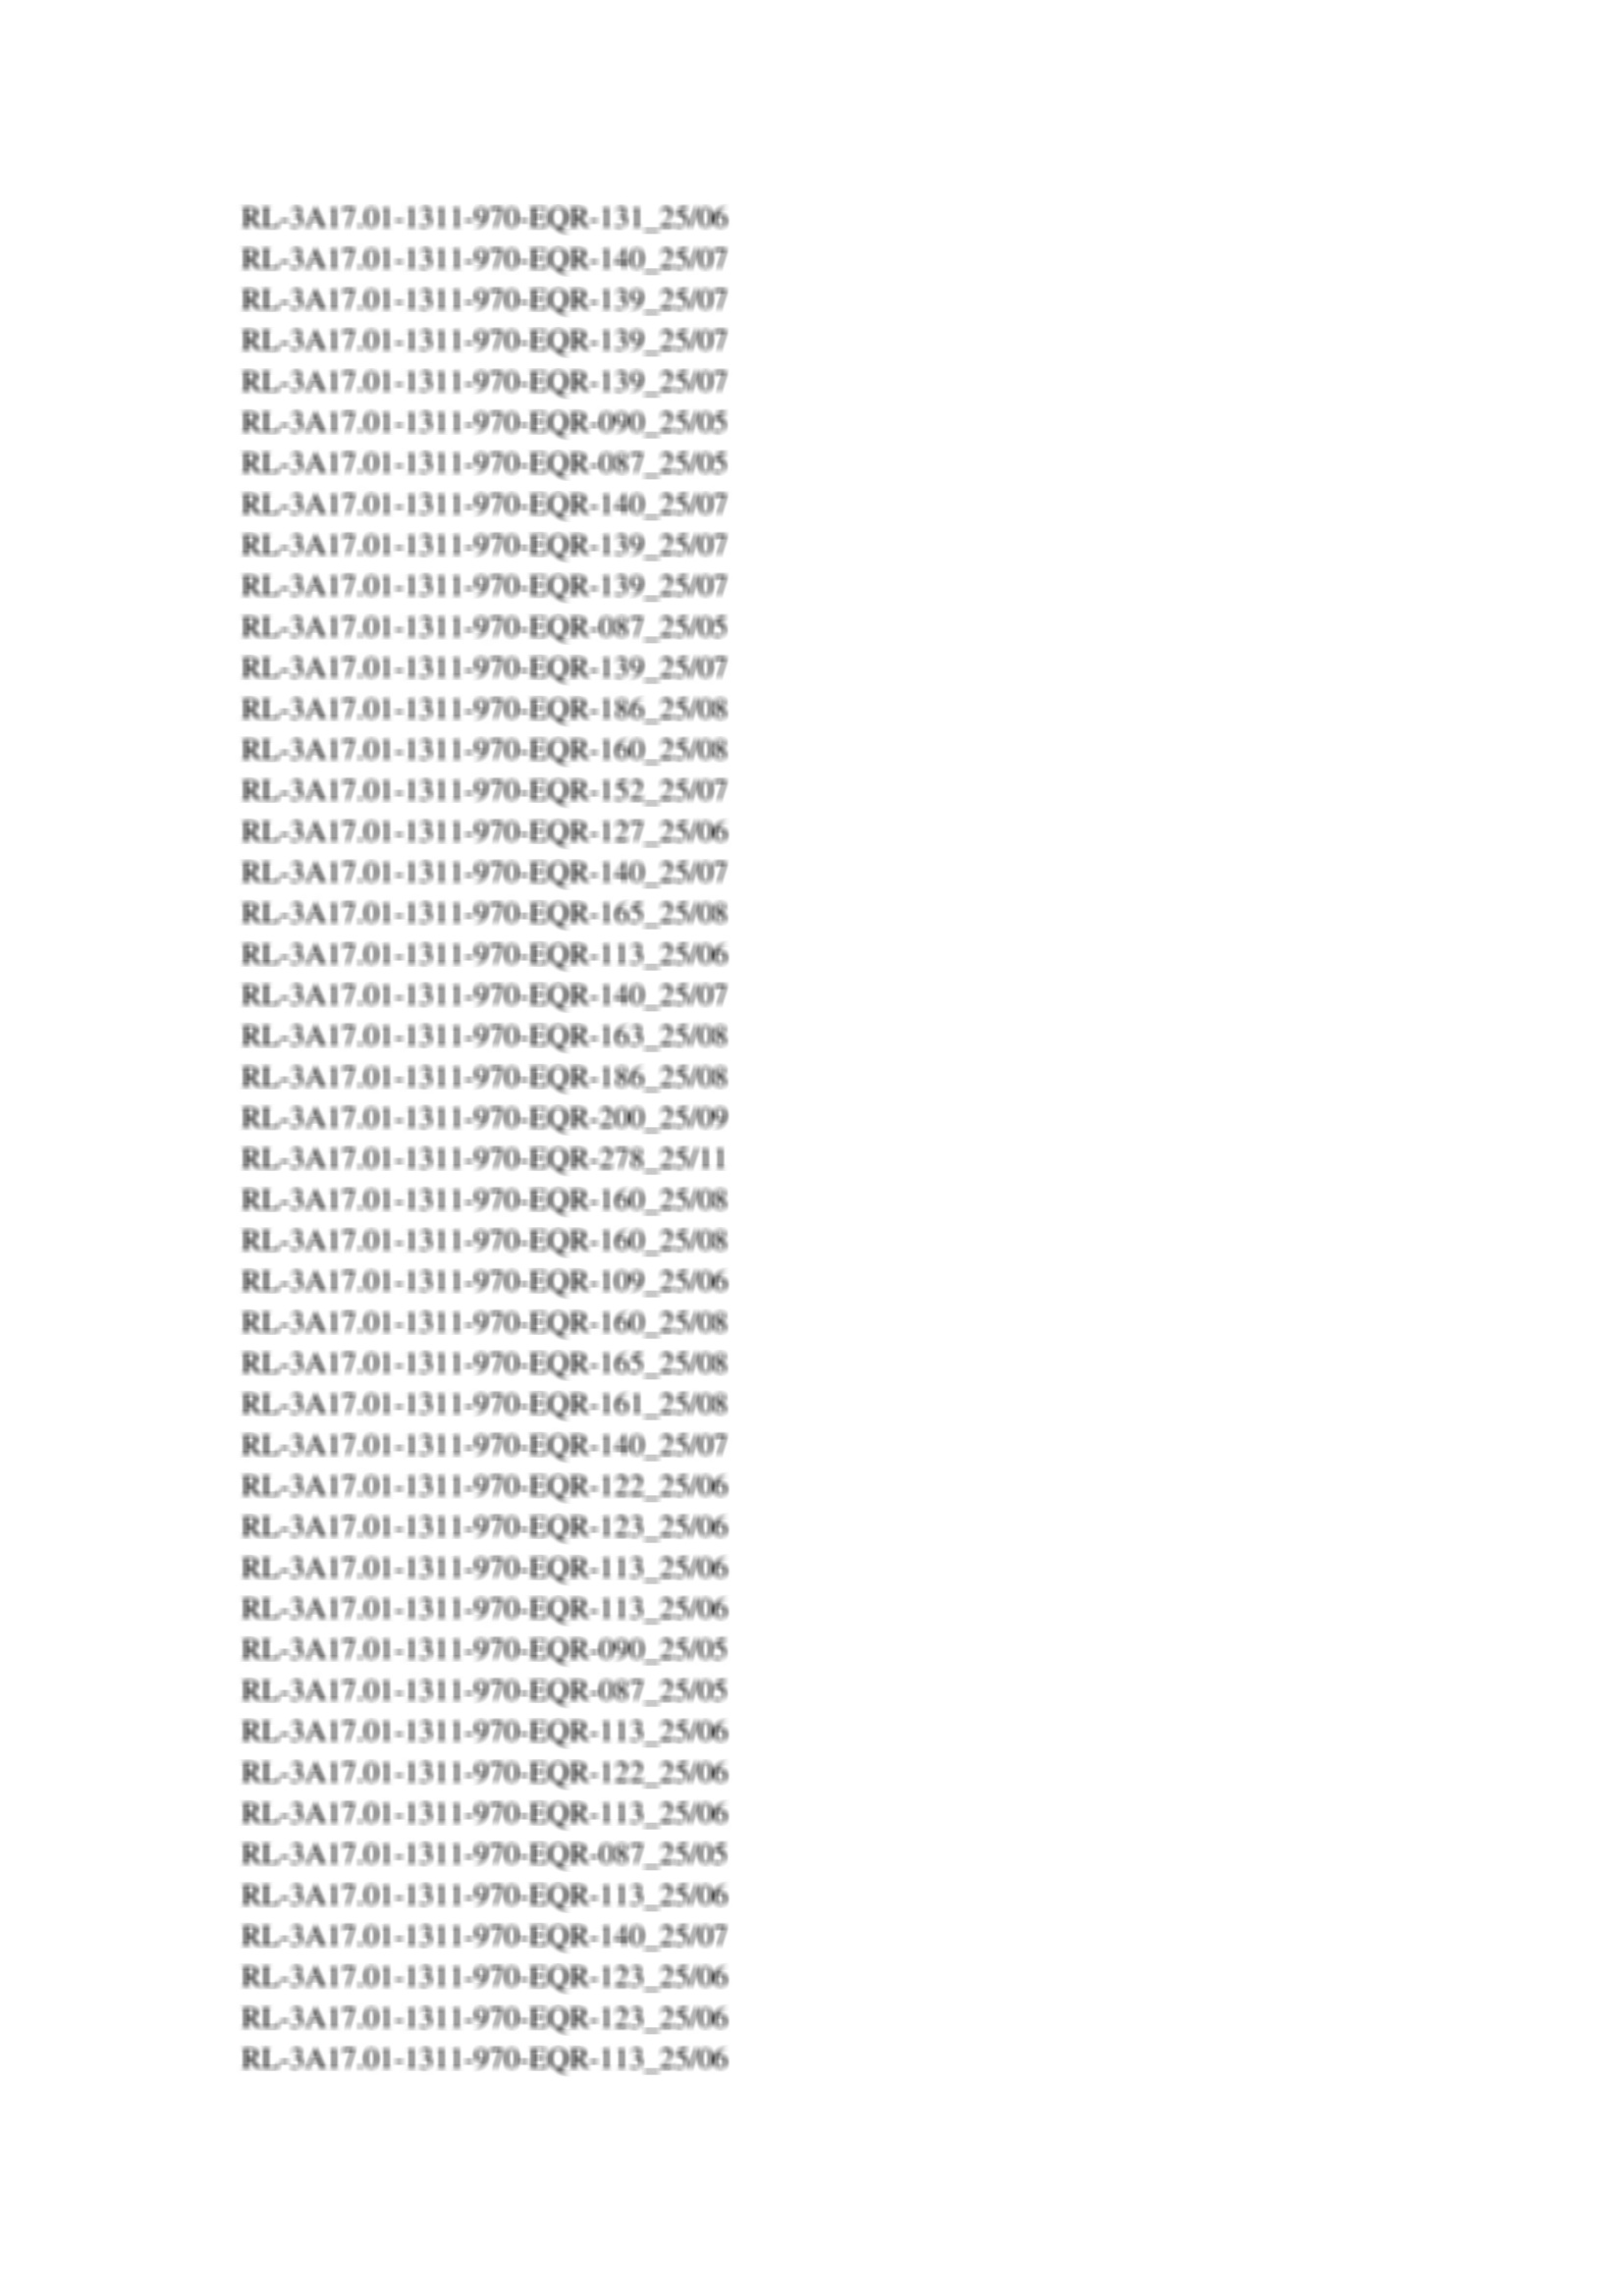 RL-3A17.01-1311-970-EQR-131_25/06
RL-3A17.01-1311-970-EQR-140_25/07
RL-3A17.01-1311-970-EQR-139_25/07
RL-3A17.01-1311-970-EQR-139_25/07
RL-3A17.01-1311-970-EQR-139_25/07
RL-3A17.01-1311-970-EQR-090_25/05
RL-3A17.01-1311-970-EQR-087_25/05
RL-3A17.01-1311-970-EQR-140_25/07
RL-3A17.01-1311-970-EQR-139_25/07
RL-3A17.01-1311-970-EQR-139_25/07
RL-3A17.01-1311-970-EQR-087_25/05
RL-3A17.01-1311-970-EQR-139_25/07
RL-3A17.01-1311-970-EQR-186_25/08
RL-3A17.01-1311-970-EQR-160_25/08
RL-3A17.01-1311-970-EQR-152_25/07
RL-3A17.01-1311-970-EQR-127_25/06
RL-3A17.01-1311-970-EQR-140_25/07
RL-3A17.01-1311-970-EQR-165_25/08
RL-3A17.01-1311-970-EQR-113_25/06
RL-3A17.01-1311-970-EQR-140_25/07
RL-3A17.01-1311-970-EQR-163_25/08
RL-3A17.01-1311-970-EQR-186_25/08
RL-3A17.01-1311-970-EQR-200_25/09
RL-3A17.01-1311-970-EQR-278_25/11
RL-3A17.01-1311-970-EQR-160_25/08
RL-3A17.01-1311-970-EQR-160_25/08
RL-3A17.01-1311-970-EQR-109_25/06
RL-3A17.01-1311-970-EQR-160_25/08
RL-3A17.01-1311-970-EQR-165_25/08
RL-3A17.01-1311-970-EQR-161_25/08
RL-3A17.01-1311-970-EQR-140_25/07
RL-3A17.01-1311-970-EQR-122_25/06
RL-3A17.01-1311-970-EQR-123_25/06
RL-3A17.01-1311-970-EQR-113_25/06
RL-3A17.01-1311-970-EQR-113_25/06
RL-3A17.01-1311-970-EQR-090_25/05
RL-3A17.01-1311-970-EQR-087_25/05
RL-3A17.01-1311-970-EQR-113_25/06
RL-3A17.01-1311-970-EQR-122_25/06
RL-3A17.01-1311-970-EQR-113_25/06
RL-3A17.01-1311-970-EQR-087_25/05
RL-3A17.01-1311-970-EQR-113_25/06
RL-3A17.01-1311-970-EQR-140_25/07
RL-3A17.01-1311-970-EQR-123_25/06
RL-3A17.01-1311-970-EQR-123_25/06
RL-3A17.01-1311-970-EQR-113_25/06